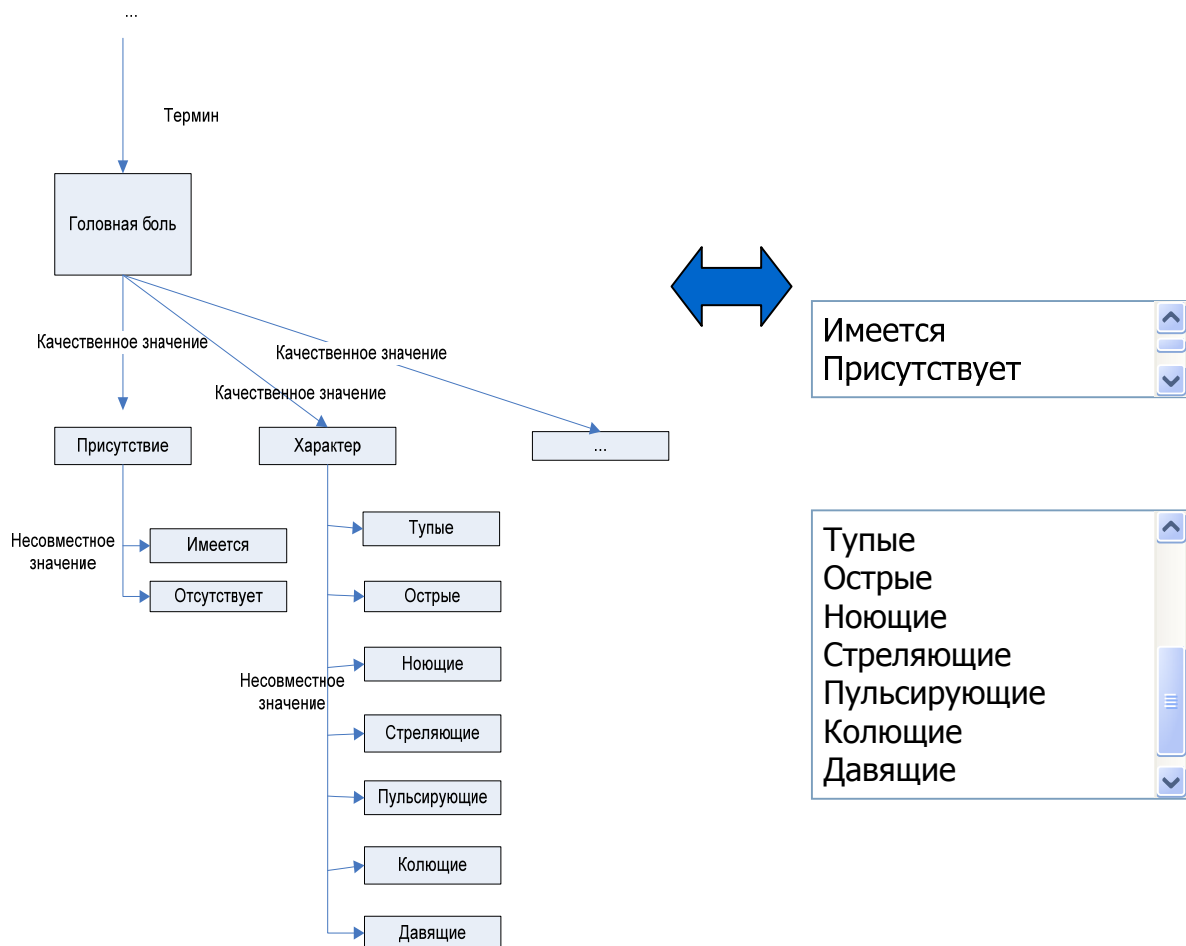 ...
Термин
Головная боль
Качественное значение
Качественное значение
Качественное значение
Присутствие
Характер
...
Несовместное
значение
Имеется
Отсутствует
Тупые
Острые
Ноющие
Несовместное
значение
Стреляющие
Пульсирующие
Колющие
Давящие
Имеется
Присутствует
Тупые
Острые
Ноющие
Стреляющие
Пульсирующие
Колющие
Давящие